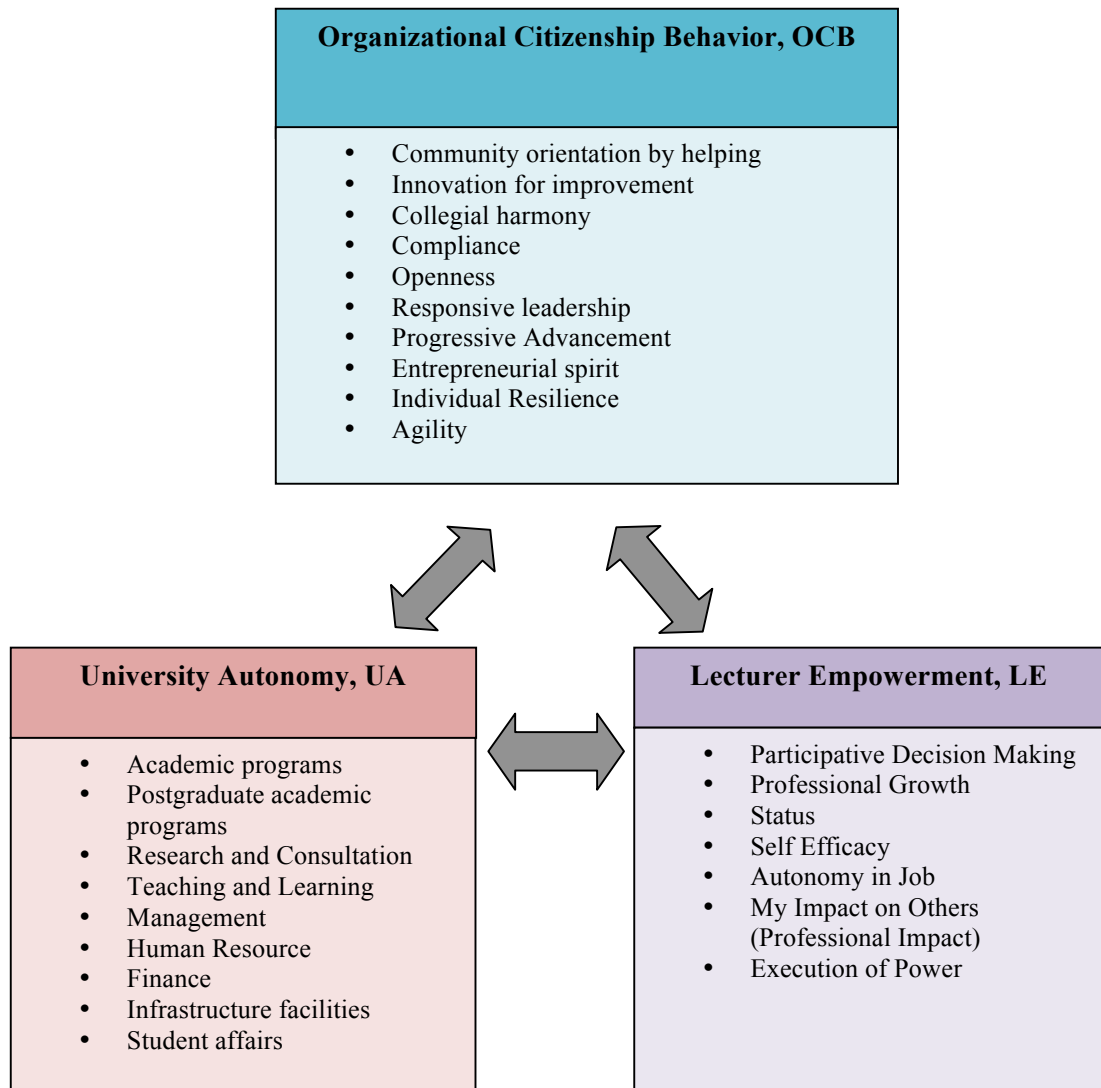 Organizational Citizenship Behavior, OCB
• Community orientation by helping
• Innovation for improvement
• Collegial harmony
• Compliance
• Openness
• Responsive leadership
• Progressive Advancement
• Entrepreneurial spirit
• Individual Resilience
• Agility
University Autonomy, UA
• Academic programs
• Postgraduate academic
programs
• Research and Consultation
• Teaching and Learning
• Management
• Human Resource
• Finance
• Infrastructure facilities
• Student affairs
Lecturer Empowerment, LE
• Participative Decision Making
• Professional Growth
• Status
• Self Efficacy
• Autonomy in Job
• My Impact on Others
(Professional Impact)
• Execution of Power